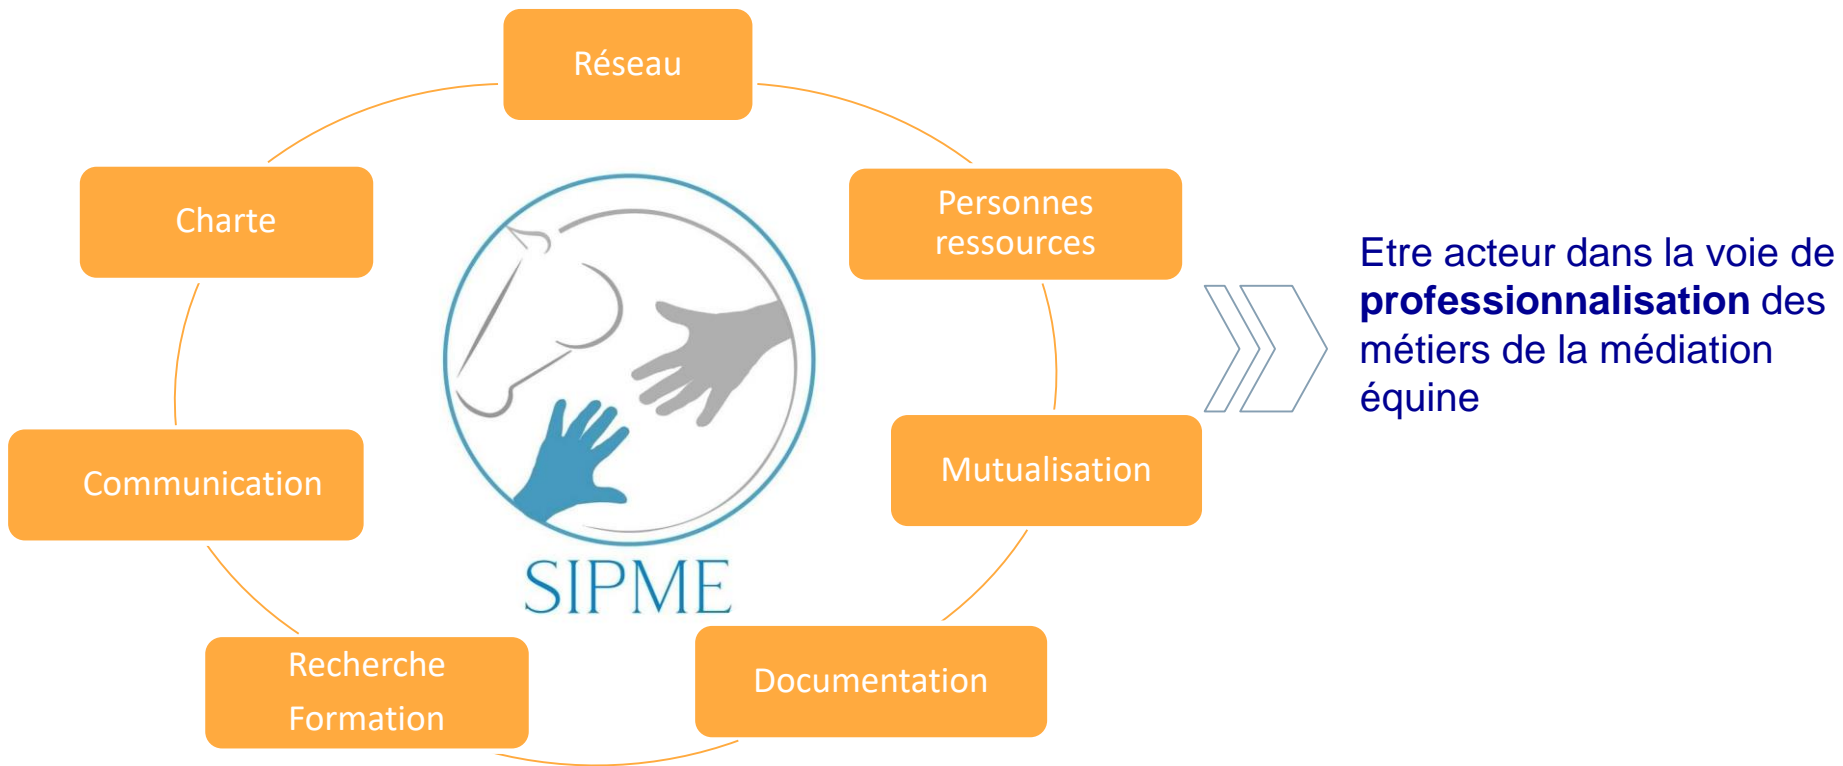 Réseau
Charte
Personnes
ressources
Etre acteur dans la voie de
professionnalisation des
métiers de la médiation
équine
Communication
Mutualisation
SIPME
Recherche
Formation
Documentation